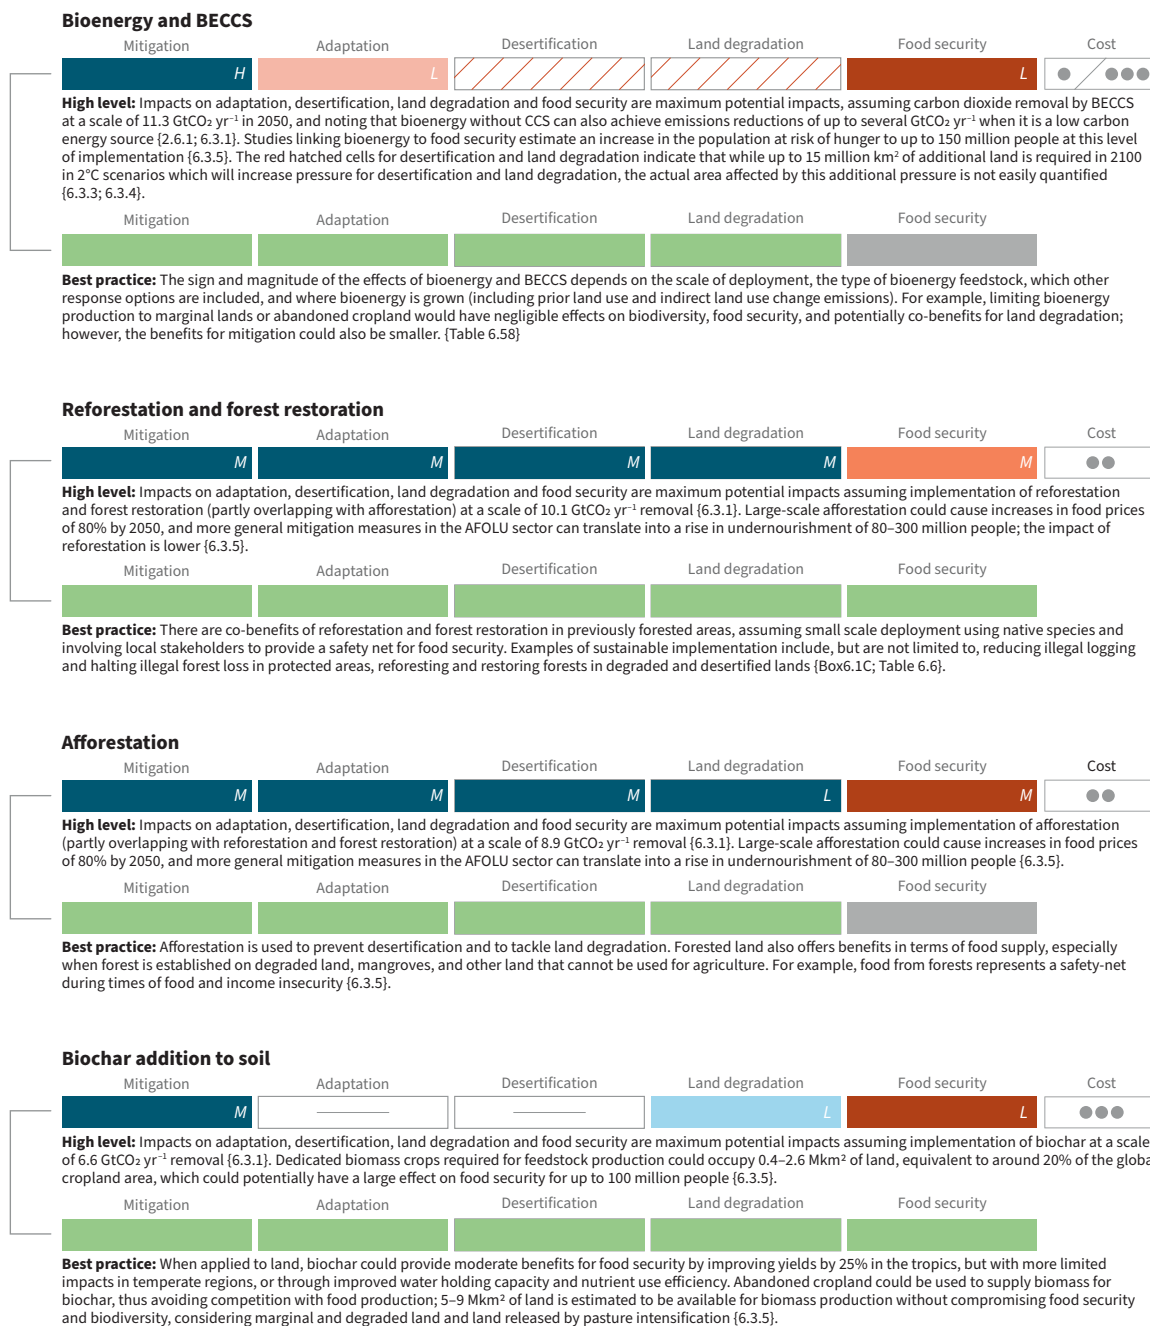 Bioenergy and BECCS
Mitigation Adaptation Desertification Land degradation Food security Cost
H L L
High level: Impacts on adaptation, desertification, land degradation and food security are maximum potential impacts, assuming carbon dioxide removal by BECCS
at a scale of 11.3 GtCO₂ yr⁻¹ in 2050, and noting that bioenergy without CCS can also achieve emissions reductions of up to several GtCO₂ yr⁻¹ when it is a low carbon
energy source {2.6.1; 6.3.1}. Studies linking bioenergy to food security estimate an increase in the population at risk of hunger to up to 150 million people at this level
of implementation {6.3.5}. The red hatched cells for desertification and land degradation indicate that while up to 15 million km² of additional land is required in 2100
in 2°C scenarios which will increase pressure for desertification and land degradation, the actual area affected by this additional pressure is not easily quantified
{6.3.3; 6.3.4}.
Mitigation Adaptation Desertification Land degradation Food security
Best practice: The sign and magnitude of the effects of bioenergy and BECCS depends on the scale of deployment, the type of bioenergy feedstock, which other
response options are included, and where bioenergy is grown (including prior land use and indirect land use change emissions). For example, limiting bioenergy
production to marginal lands or abandoned cropland would have negligible effects on biodiversity, food security, and potentially co-benefits for land degradation;
however, the benefits for mitigation could also be smaller. {Table 6.58}
Reforestation and forest restoration
Mitigation Adaptation Desertification Land degradation Food security Cost
M M M M M
High level: Impacts on adaptation, desertification, land degradation and food security are maximum potential impacts assuming implementation of reforestation
and forest restoration (partly overlapping with afforestation) at a scale of 10.1 GtCO₂ yr⁻¹ removal {6.3.1}. Large-scale afforestation could cause increases in food prices
of 80% by 2050, and more general mitigation measures in the AFOLU sector can translate into a rise in undernourishment of 80–300 million people; the impact of
reforestation is lower {6.3.5}.
Mitigation Adaptation Desertification Land degradation Food security
Best practice: There are co-benefits of reforestation and forest restoration in previously forested areas, assuming small scale deployment using native species and
involving local stakeholders to provide a safety net for food security. Examples of sustainable implementation include, but are not limited to, reducing illegal logging
and halting illegal forest loss in protected areas, reforesting and restoring forests in degraded and desertified lands {Box6.1C; Table 6.6}.
Afforestation
Mitigation Adaptation Desertification Land degradation Food security Cost
M M M L M
High level: Impacts on adaptation, desertification, land degradation and food security are maximum potential impacts assuming implementation of afforestation
(partly overlapping with reforestation and forest restoration) at a scale of 8.9 GtCO₂ yr⁻¹ removal {6.3.1}. Large-scale afforestation could cause increases in food prices
of 80% by 2050, and more general mitigation measures in the AFOLU sector can translate into a rise in undernourishment of 80–300 million people {6.3.5}.
Mitigation Adaptation Desertification Land degradation Food security
Best practice: Afforestation is used to prevent desertification and to tackle land degradation. Forested land also offers benefits in terms of food supply, especially
when forest is established on degraded land, mangroves, and other land that cannot be used for agriculture. For example, food from forests represents a safety-net
during times of food and income insecurity {6.3.5}.
Biochar addition to soil
Mitigation Adaptation Desertification Land degradation Food security Cost
M L L
High level: Impacts on adaptation, desertification, land degradation and food security are maximum potential impacts assuming implementation of biochar at a scale
of 6.6 GtCO₂ yr⁻¹ removal {6.3.1}. Dedicated biomass crops required for feedstock production could occupy 0.4–2.6 Mkm² of land, equivalent to around 20% of the globa
cropland area, which could potentially have a large effect on food security for up to 100 million people {6.3.5}.
Mitigation Adaptation Desertification Land degradation Food security
Best practice: When applied to land, biochar could provide moderate benefits for food security by improving yields by 25% in the tropics, but with more limited
impacts in temperate regions, or through improved water holding capacity and nutrient use efficiency. Abandoned cropland could be used to supply biomass for
biochar, thus avoiding competition with food production; 5–9 Mkm² of land is estimated to be available for biomass production without compromising food security
and biodiversity, considering marginal and degraded land and land released by pasture intensification {6.3.5}.